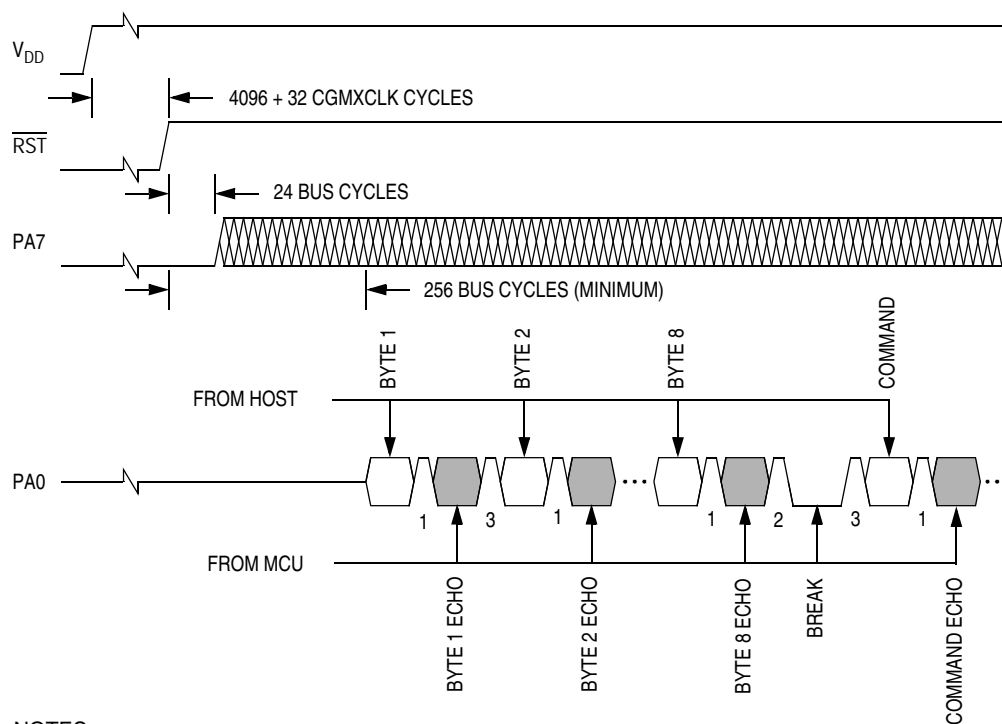 VDD
4096 + 32 CGMXCLK CYCLES
RST
24 BUS CYCLES
PA7
256 BUS CYCLES (MINIMUM)
BYTE 1
BYTE 2
BYTE 8
COMMAND
FROM HOST
PA0
1 3 1 1 2 3 1
FROM MCU
BYTE 1 ECHO
BYTE 2 ECHO
BYTE 8 ECHO
BREAK
COMMAND ECHO